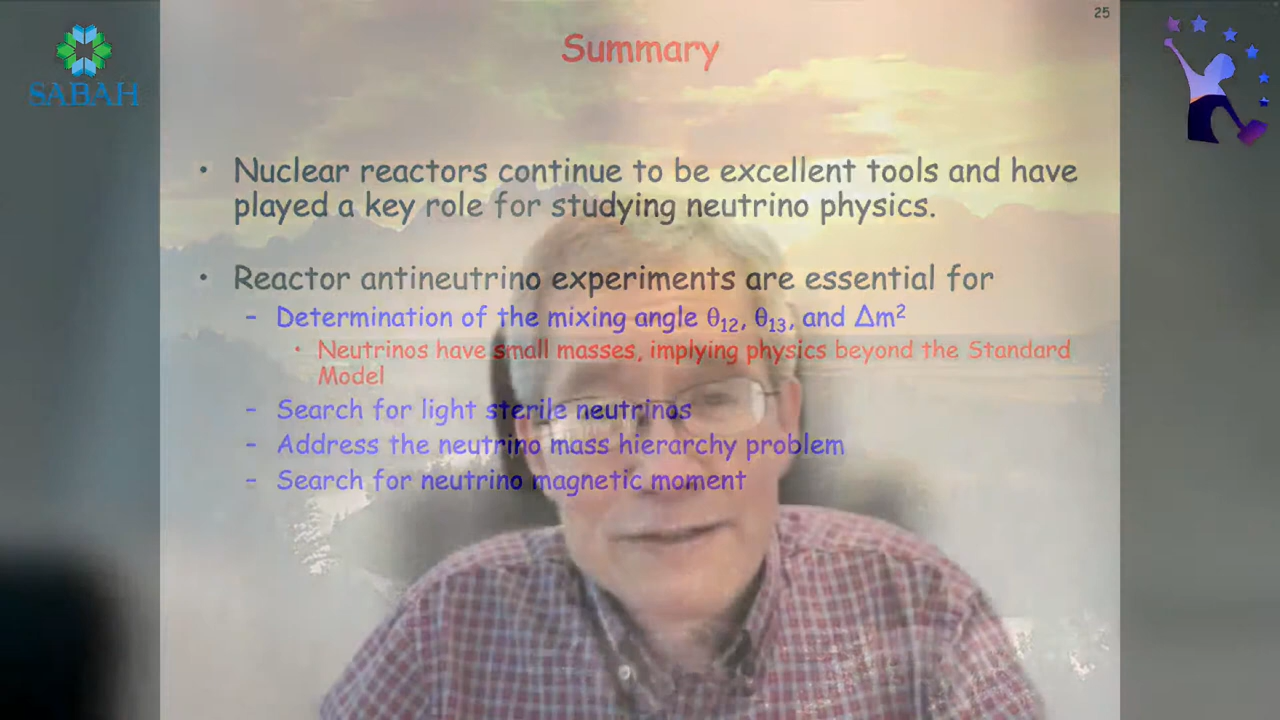 25
SABAH
Summary
• Nuclear reactors continue to be excellent tools and have
played a key role for studying neutrino physics.
• Reactor antineutrino experiments are essential for
– Determination of the mixing angle θ₁₂, θ₁₃, and Δm²
• Neutrinos have small masses, implying physics beyond the Standard
Model
– Search for light sterile neutrinos
– Address the neutrino mass hierarchy problem
– Search for neutrino magnetic moment